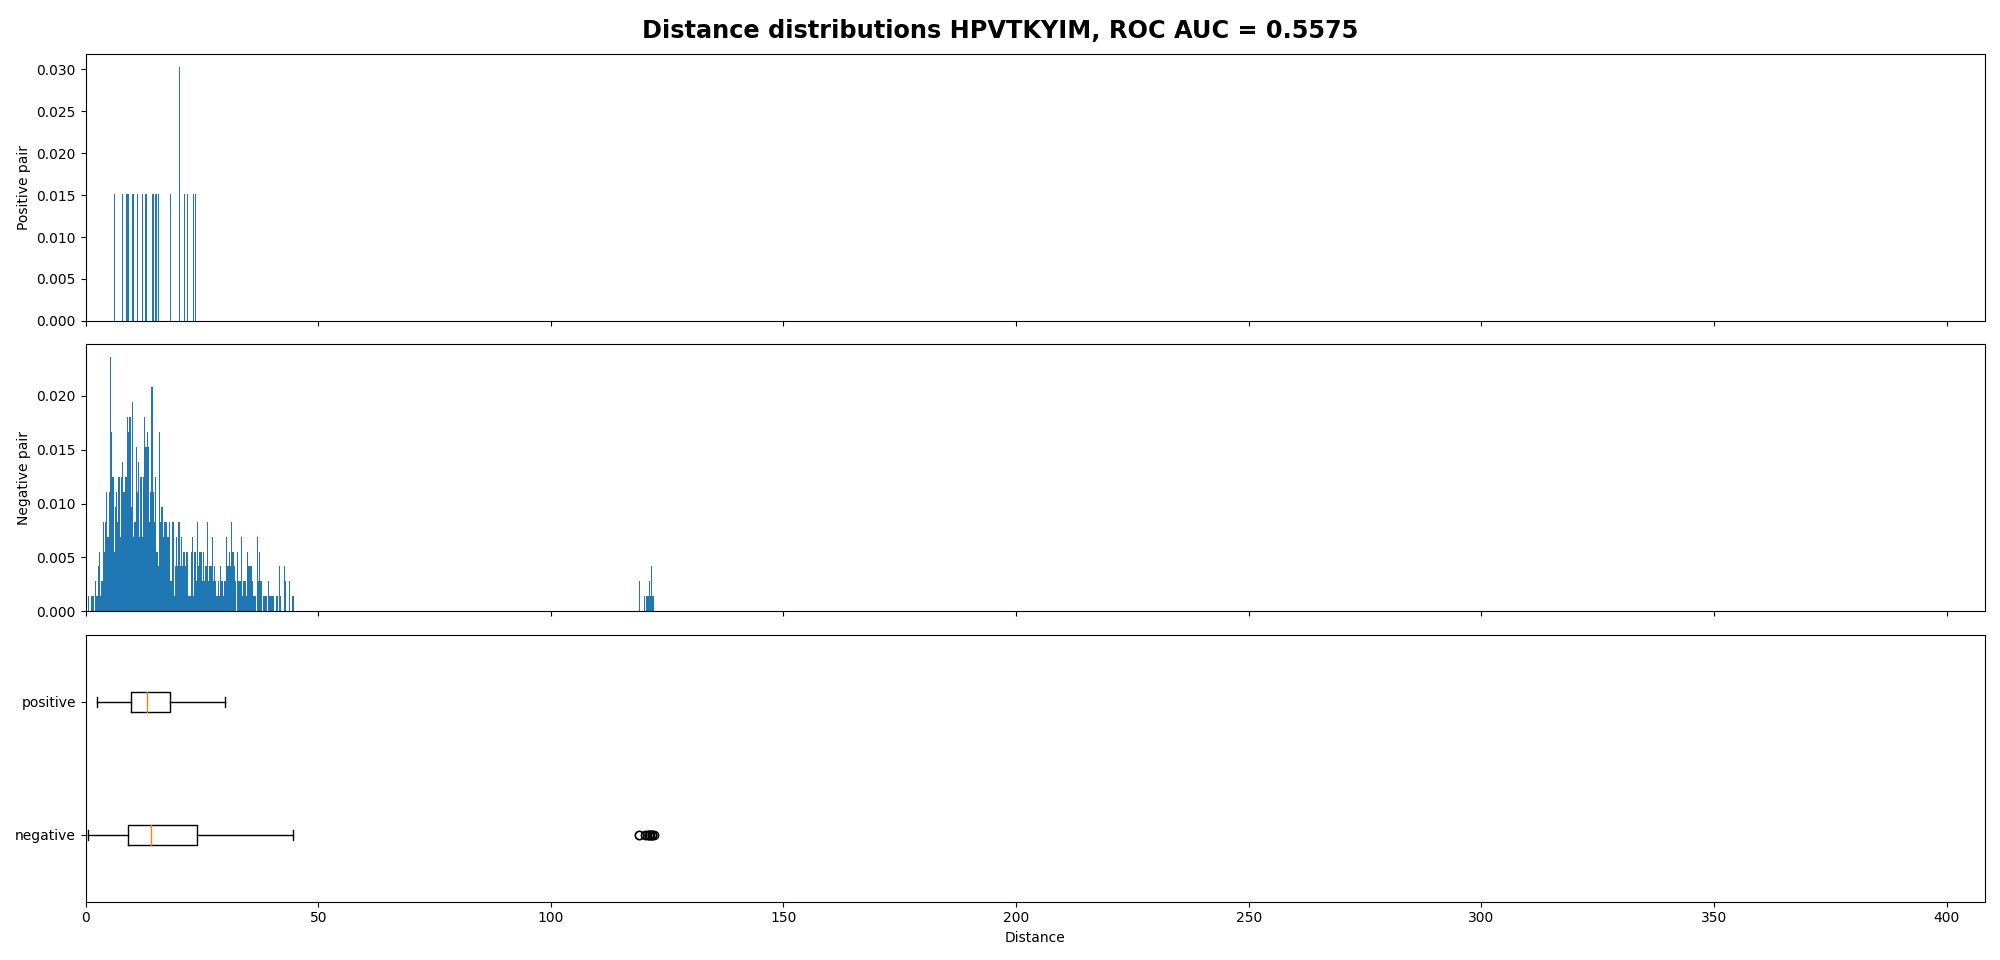 Distance distributions HPVTKYIM, ROC AUC = 0.5575
0.030
0.025
0.020
0.015
0.010
0.005
0.000
Positive pair
0.020
0.015
0.010
0.005
0.000
Negative pair
positive
negative
0 50 100 150 200 250 300 350 400
Distance